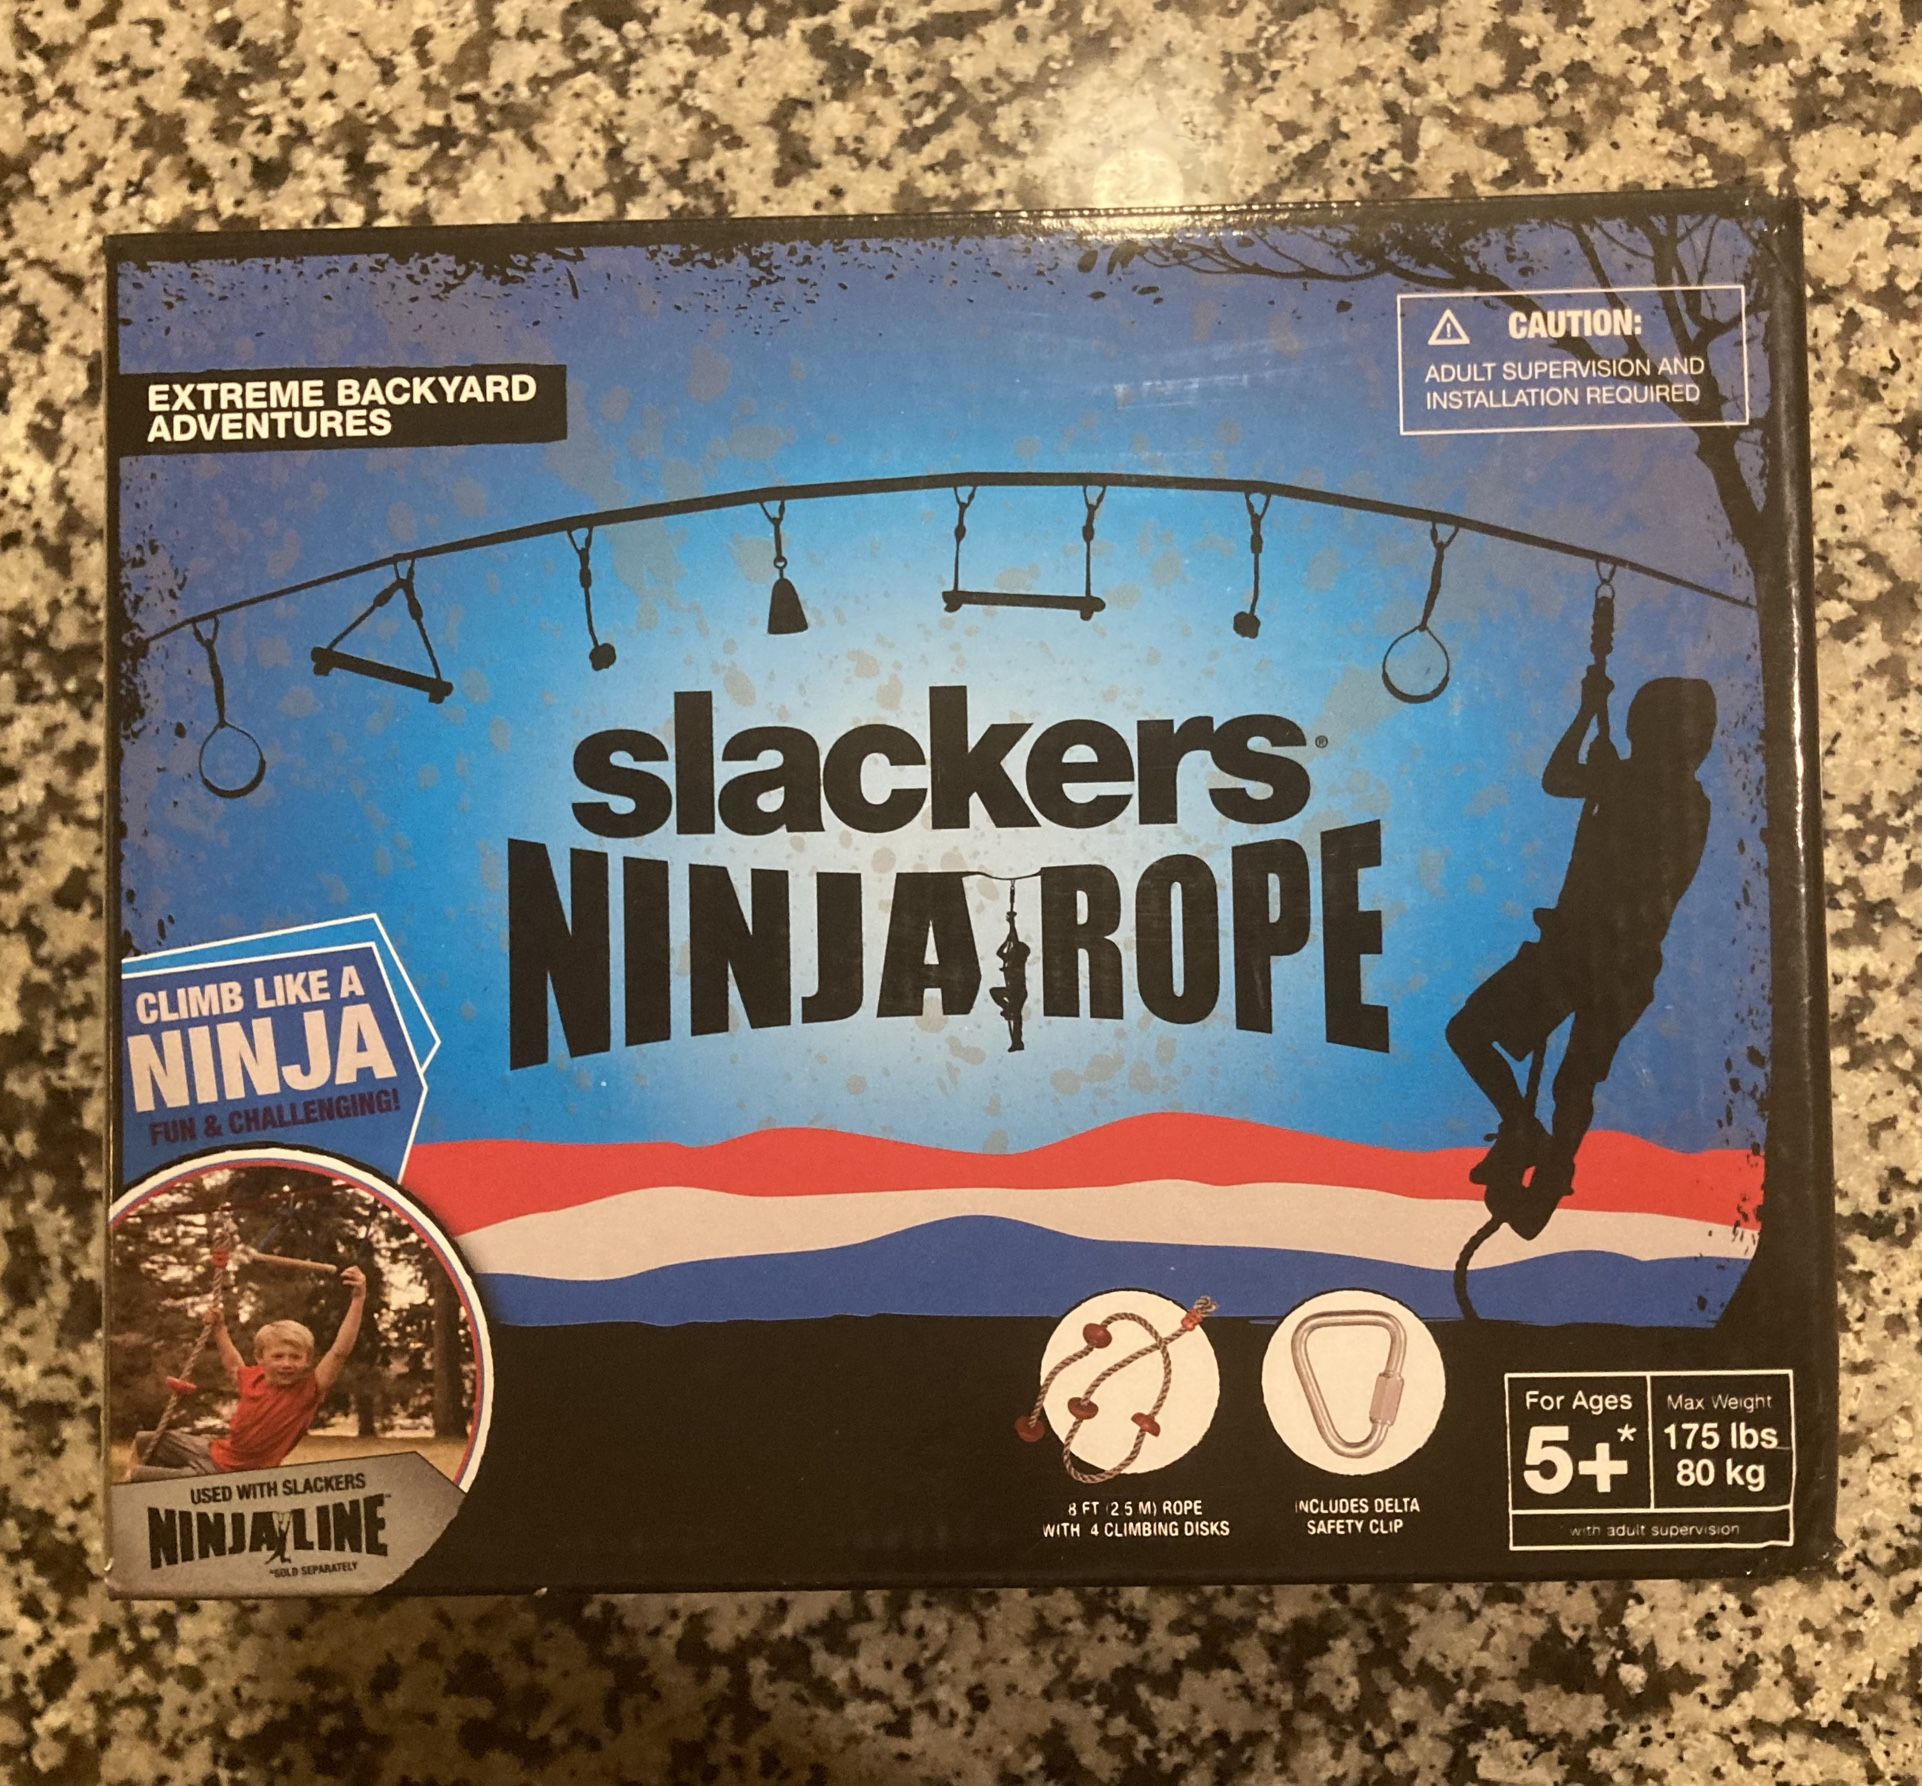 EXTREME BACKYARD
ADVENTURES
CAUTION:
ADULT SUPERVISION AND
INSTALLATION REQUIRED
slackers®
NINJA ROPE
CLIMB LIKE A
NINJA
FUN & CHALLENGING!
USED WITH SLACKERS
NINJA LINE™
*SOLD SEPARATELY
8 FT (2.5 M) ROPE
WITH 4 CLIMBING DISKS
INCLUDES DELTA
SAFETY CLIP
For Ages
5+*
Max Weight
175 lbs
80 kg
* with adult supervision